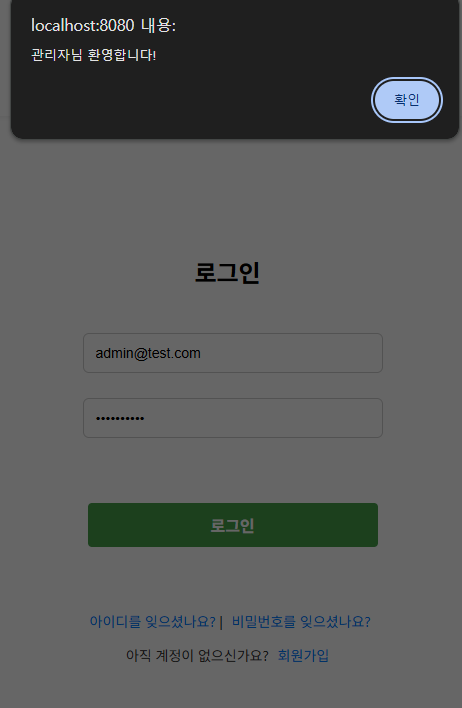 localhost:8080 내용:
관리자님 환영합니다!
확인
로그인
admin@test.com
••••••••••
로그인
아이디를 잊으셨나요? | 비밀번호를 잊으셨나요?
아직 계정이 없으신가요? 회원가입